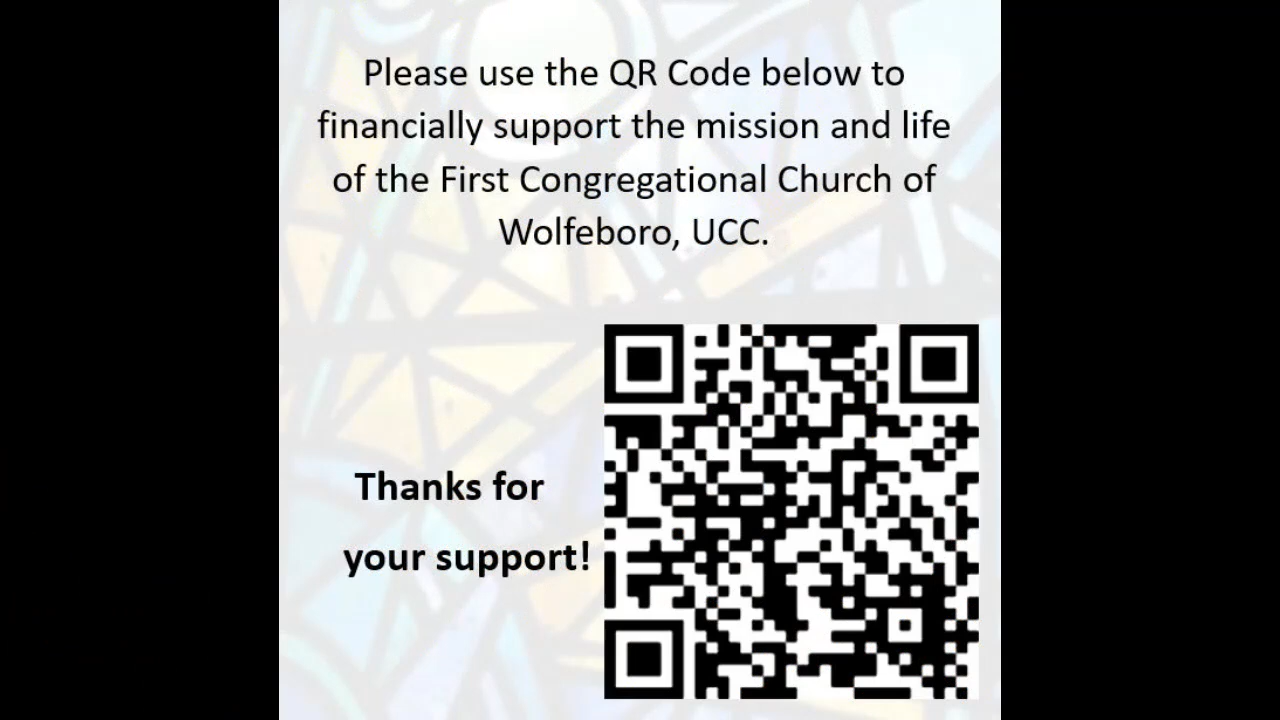 Please use the QR Code below to
financially support the mission and life
of the First Congregational Church of
Wolfeboro, UCC.
Thanks for
your support!